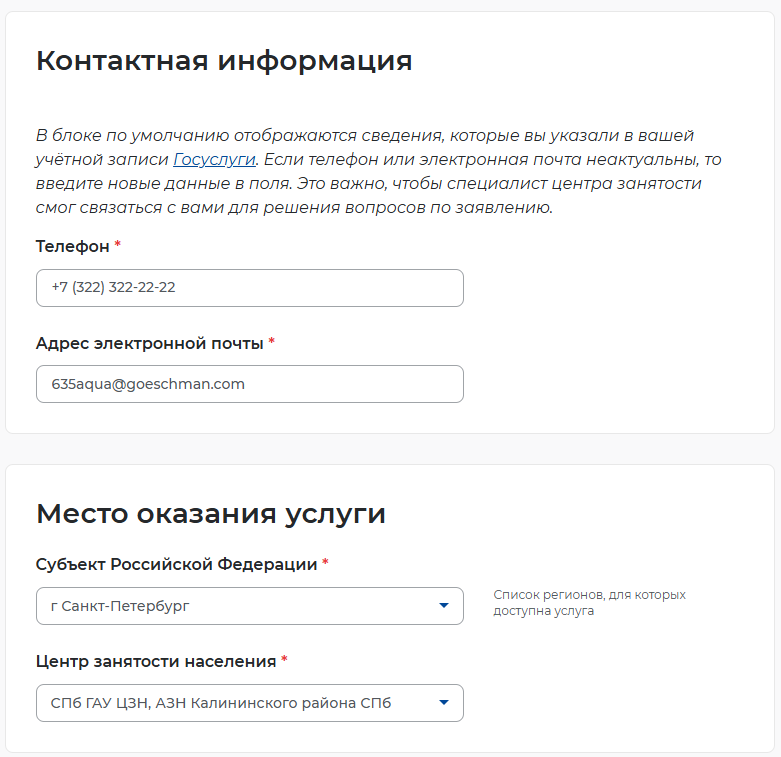 Контактная информация
В блоке по умолчанию отображаются сведения, которые вы указали в вашей
учётной записи Госуслуги. Если телефон или электронная почта неактуальны, то
введите новые данные в поля. Это важно, чтобы специалист центра занятости
смог связаться с вами для решения вопросов по заявлению.
Телефон *
+7 (322) 322-22-22
Адрес электронной почты *
635aqua@goeschman.com
Место оказания услуги
Субъект Российской Федерации *
г Санкт-Петербург
Список регионов, для которых
доступна услуга
Центр занятости населения *
СПб ГАУ ЦЗН, АЗН Калининского района СПб